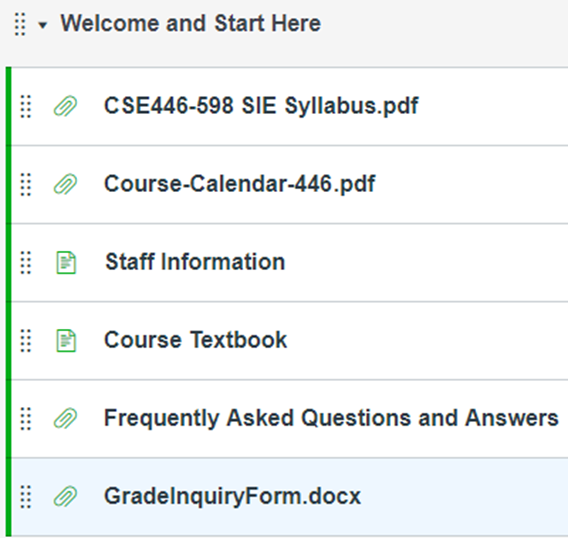 Welcome and Start Here
CSE446-598 SIE Syllabus.pdf
Course-Calendar-446.pdf
Staff Information
Course Textbook
Frequently Asked Questions and Answers
GradeInquiryForm.docx